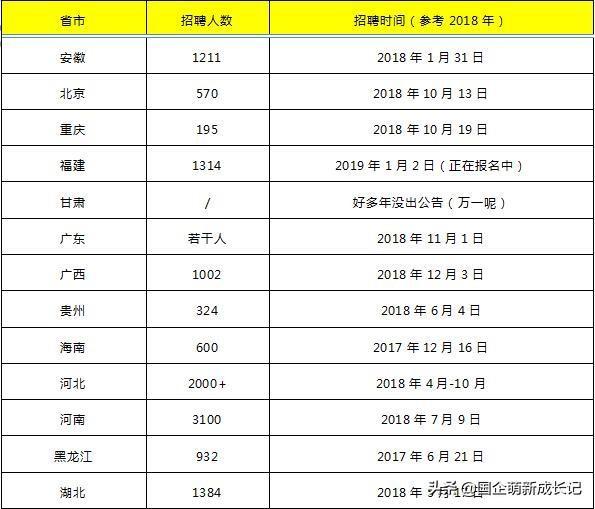 省市 招聘人数 招聘时间（参考 2018 年）
安徽 1211 2018 年 1 月 31 日
北京 570 2018 年 10 月 13 日
重庆 195 2018 年 10 月 19 日
福建 1314 2019 年 1 月 2 日（正在报名中）
甘肃 / 好多年没出公告（万一呢）
广东 若干人 2018 年 11 月 1 日
广西 1002 2018 年 12 月 3 日
贵州 324 2018 年 6 月 4 日
海南 600 2017 年 12 月 16 日
河北 2000+ 2018 年 4 月-10 月
河南 3100 2018 年 7 月 9 日
黑龙江 932 2017 年 6 月 21 日
湖北 1384 2018 年
头条 @国企萌新成长记